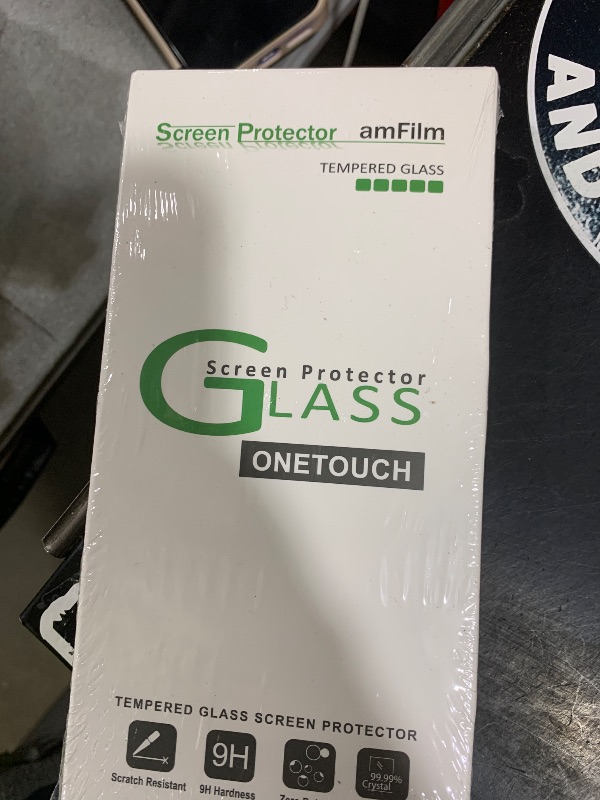 Screen Protector amFilm
TEMPERED GLASS
Screen Protector
GLASS
ONETOUCH
TEMPERED GLASS SCREEN PROTECTOR
9H
99.99%
Crystal
Scratch Resistant 9H Hardness
AND